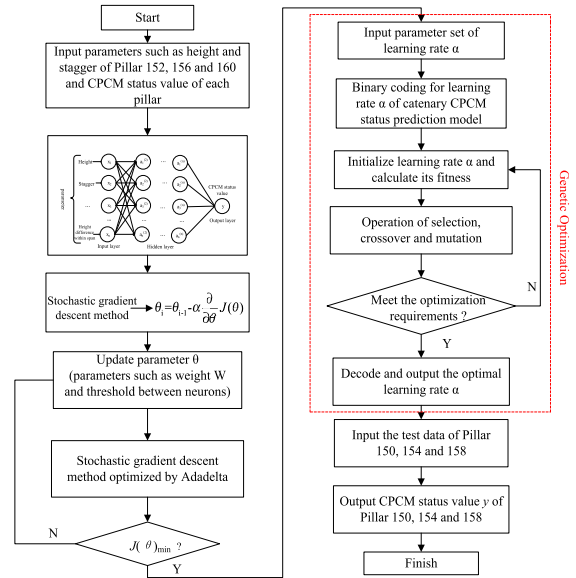 Start
Input parameters such as height and
stagger of Pillar 152, 156 and 160
and CPCM status value of each
pillar
Height
Stagger
...
Height
difference
within span
x₁
...
CPCM status
value
y
Input layer
Hidden layer
Output layer
Stochastic gradient
descent method
θᵢ=θᵢ₋₁-α ∂/∂θ J(θ)
Update parameter θ
(parameters such as weight W
and threshold between neurons)
Stochastic gradient descent
method optimized by Adadelta
N
J( θ)min ?
Y
Input parameter set of
learning rate α
Binary coding for learning
rate α of catenary CPCM
status prediction model
Initialize learning rate α and
calculate its fitness
Operation of selection,
crossover and mutation
N
Meet the optimization
requirements ?
Y
Decode and output the optimal
learning rate α
Genetic Optimization
Input the test data of Pillar
150, 154 and 158
Output CPCM status value y of
Pillar 150, 154 and 158
Finish